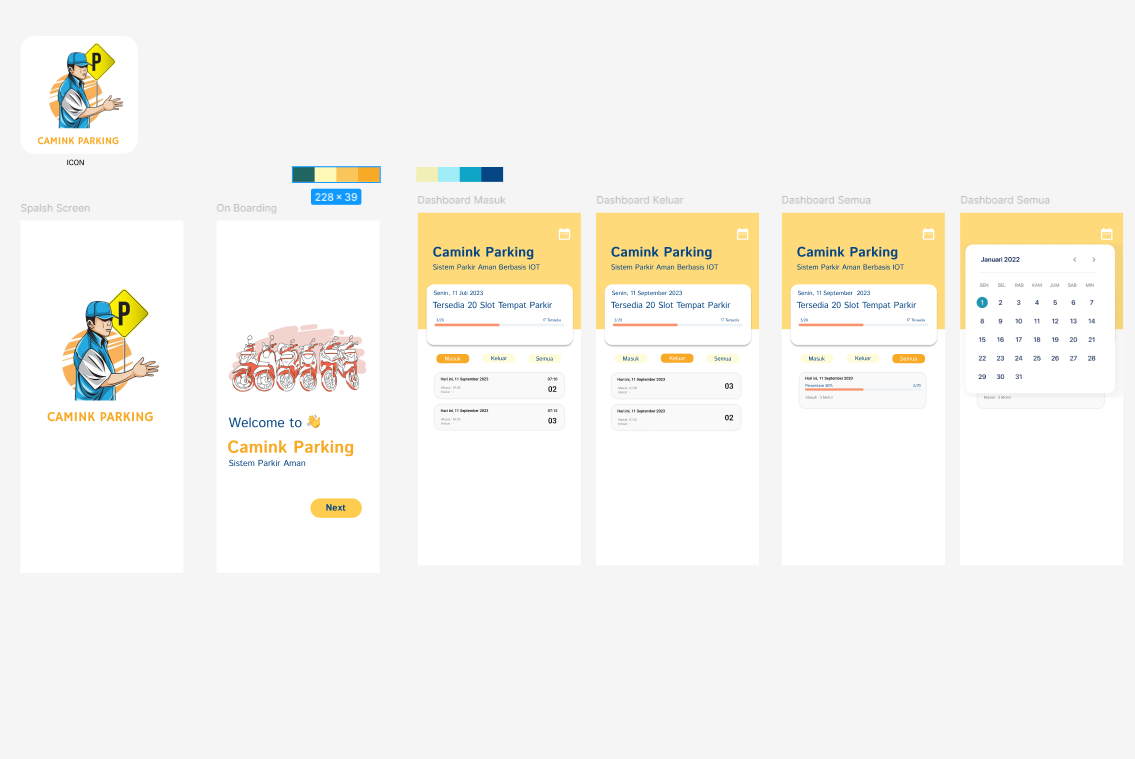 P
CAMINK PARKING
ICON
228 × 39
Spalsh Screen
P
CAMINK PARKING
On Boarding
Welcome to 👋
Camink Parking
Sistem Parkir Aman
Next
Dashboard Masuk
Camink Parking
Sistem Parkir Aman Berbasis IOT
Senin, 11 Juli 2023
Tersedia 20 Slot Tempat Parkir
3/20
17 Tersedia
Masuk
Keluar
Semua
Hari ini, 11 September 2023
07:10
02
Hari ini, 11 September 2023
07:15
03
Dashboard Keluar
Camink Parking
Sistem Parkir Aman Berbasis IOT
Senin, 11 September 2023
Tersedia 20 Slot Tempat Parkir
3/20
17 Tersedia
Masuk
Keluar
Semua
Hari ini, 11 September 2023
03
Hari ini, 11 September 2023
02
Dashboard Semua
Camink Parking
Sistem Parkir Aman Berbasis IOT
Senin, 11 September 2023
Tersedia 20 Slot Tempat Parkir
3/20
17 Tersedia
Masuk
Keluar
Semua
Hari ini, 11 September 2023
3/20
Masuk : 3 Motor
Dashboard Semua
Januari 2022
SEN SEL RAB KAM JUM SAB MIN
1 2 3 4 5 6 7
8 9 10 11 12 13 14
15 16 17 18 19 20 21
22 23 24 25 26 27 28
29 30 31
Masuk : 3 Motor